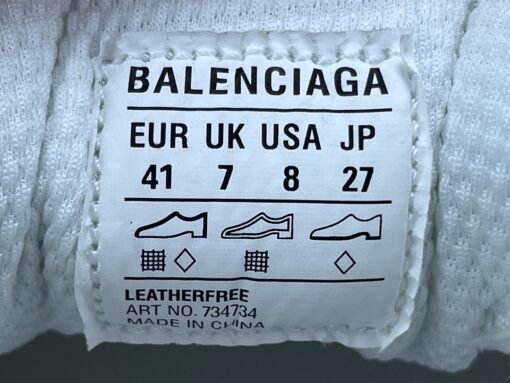 BALENCIAGA
EUR UK USA JP
41 7 8 27
LEATHERFREE
ART NO. 734734
MADE IN CHINA